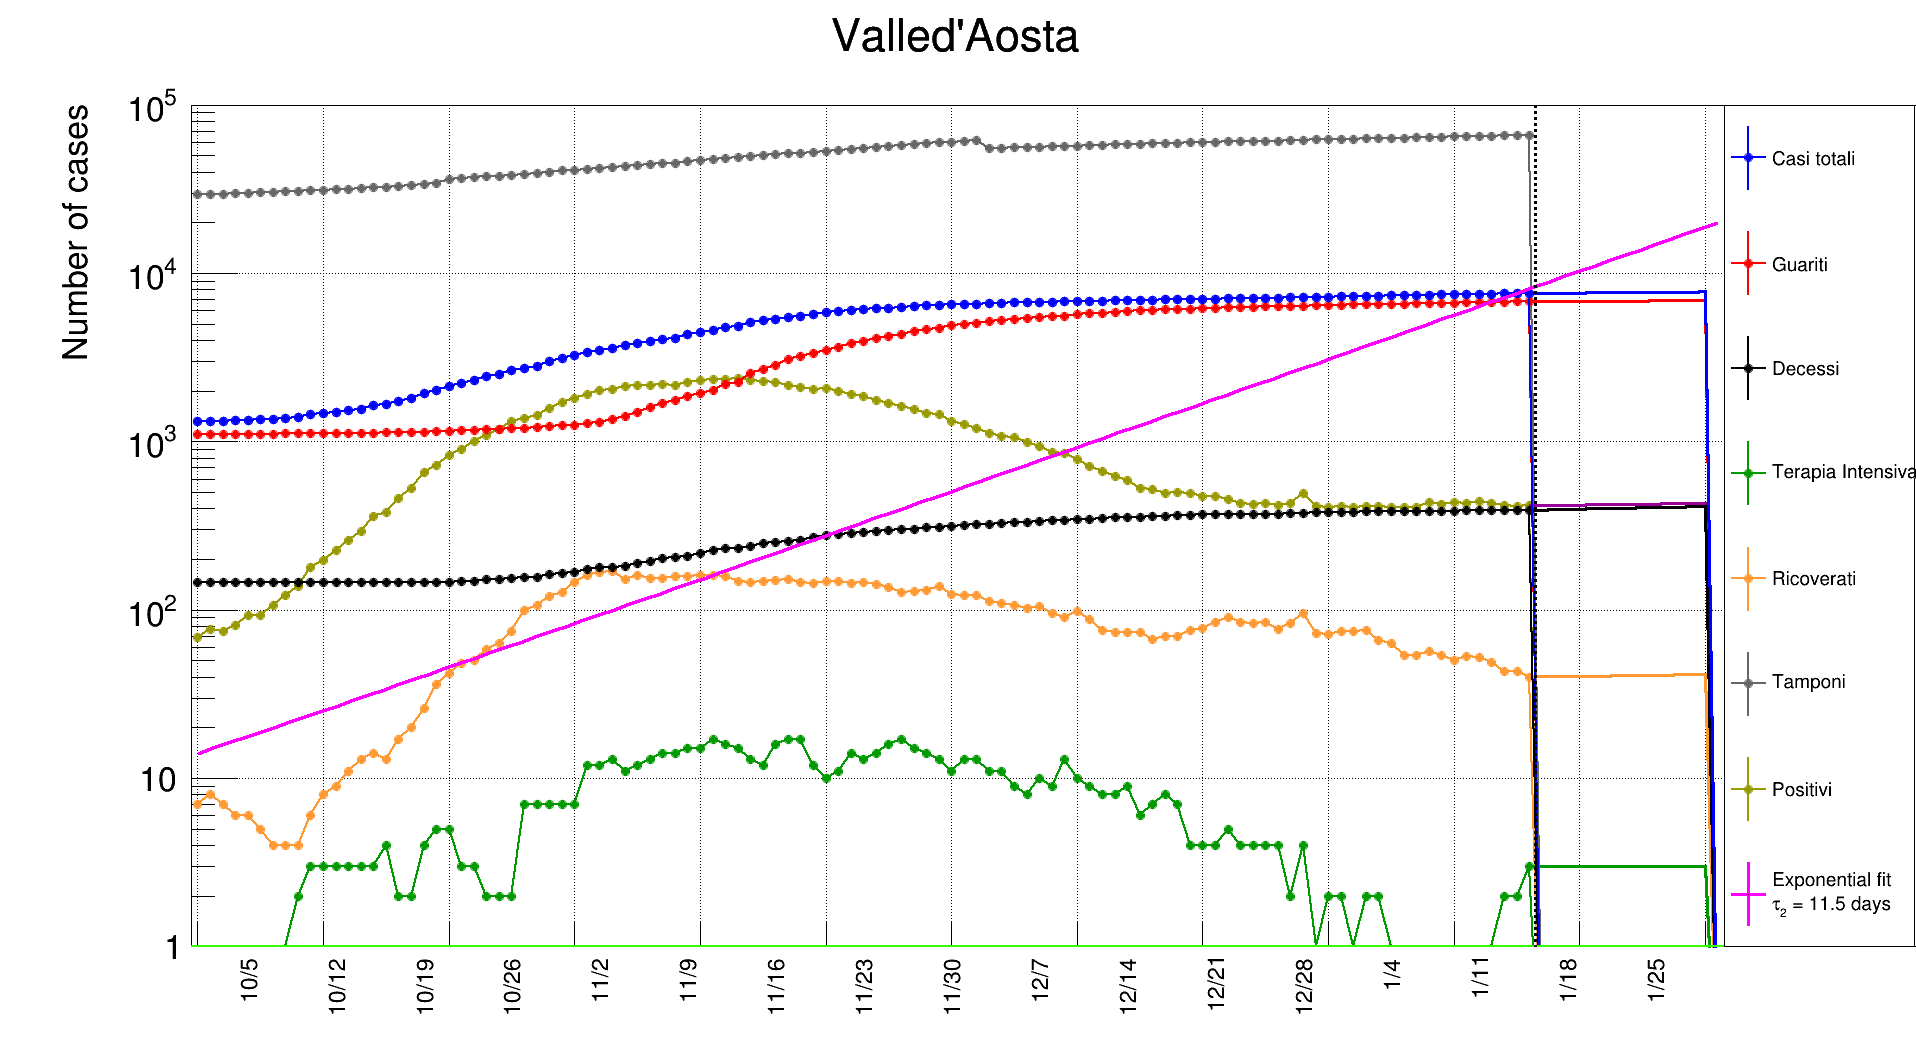 Valled'Aosta
Number of cases
10^5
10^4
10^3
10^2
10
1
10/5
10/12
10/19
10/26
11/2
11/9
11/16
11/23
11/30
12/7
12/14
12/21
12/28
1/4
1/11
1/18
1/25
Casi totali
Guariti
Decessi
Terapia Intensiva
Ricoverati
Tamponi
Positivi
Exponential fit
τ₂ = 11.5 days